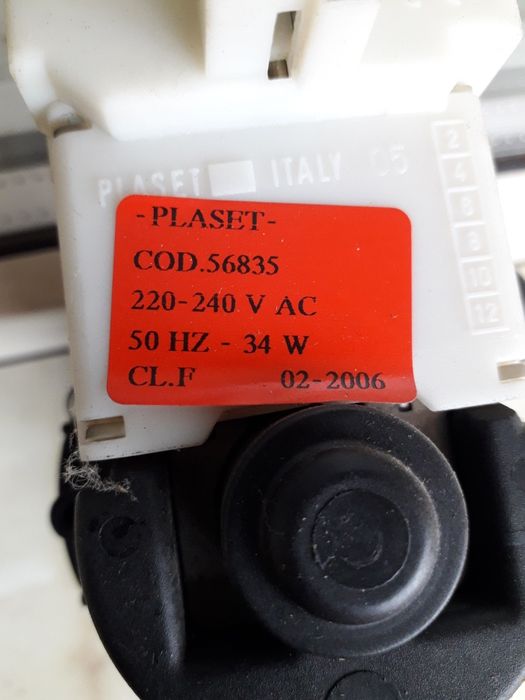 PLASET ITALY 05
2
4
6
8
10
12
-PLASET-
COD.56835
220-240 V AC
50 HZ - 34 W
CL.F 02-2006